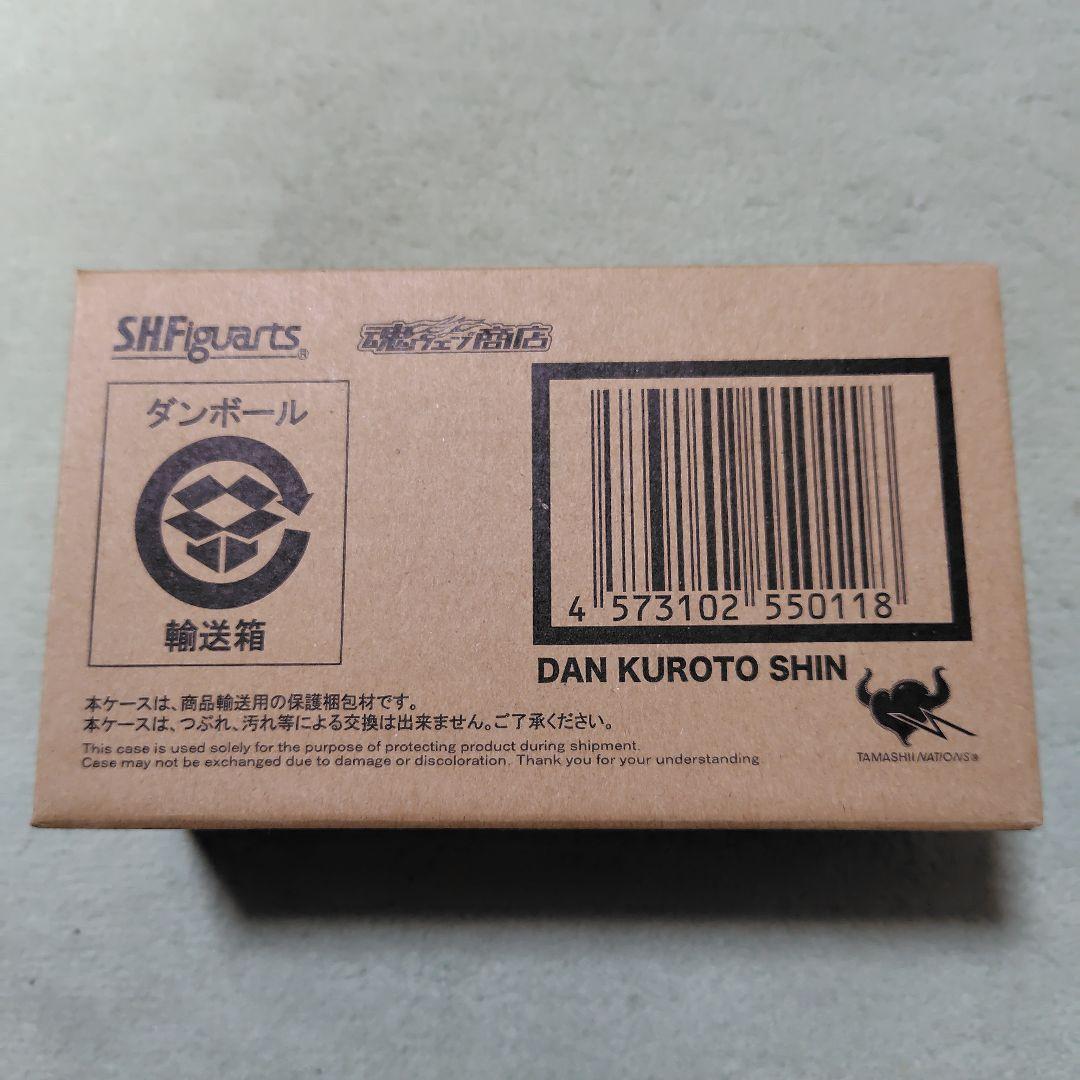 S.H.Figuarts®
魂ウェブ商店
ダンボール
輸送箱
4 573102 550118
DAN KUROTO SHIN
本ケースは、商品輸送用の保護梱包材です。
本ケースは、つぶれ、汚れ等による交換は出来ません。ご了承ください。
This case is used solely for the purpose of protecting product during shipment.
Case may not be exchanged due to damage or discoloration. Thank you for your understanding
TAMASHII NATIONS®